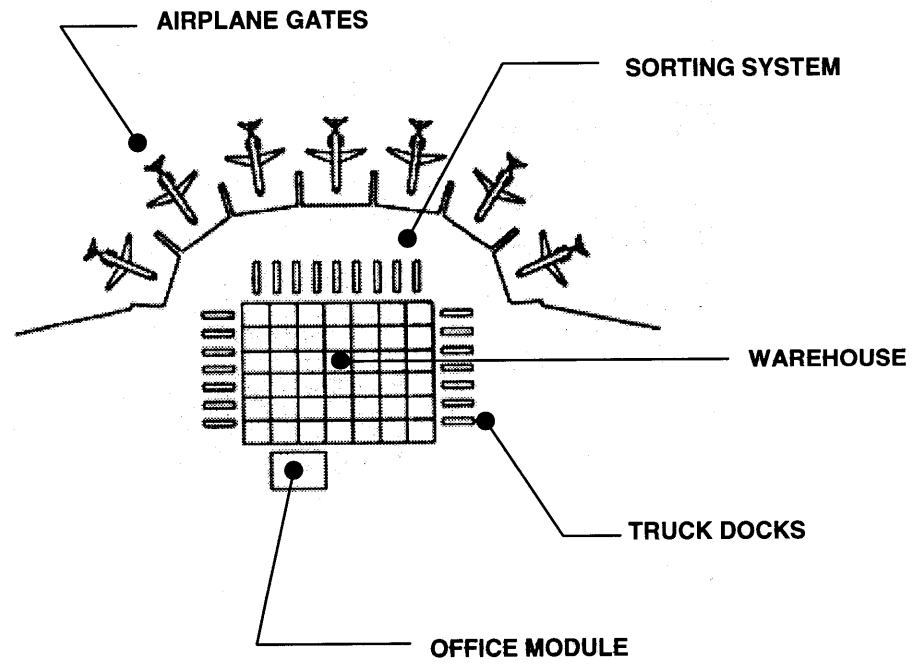 AIRPLANE GATES
SORTING SYSTEM
WAREHOUSE
TRUCK DOCKS
OFFICE MODULE